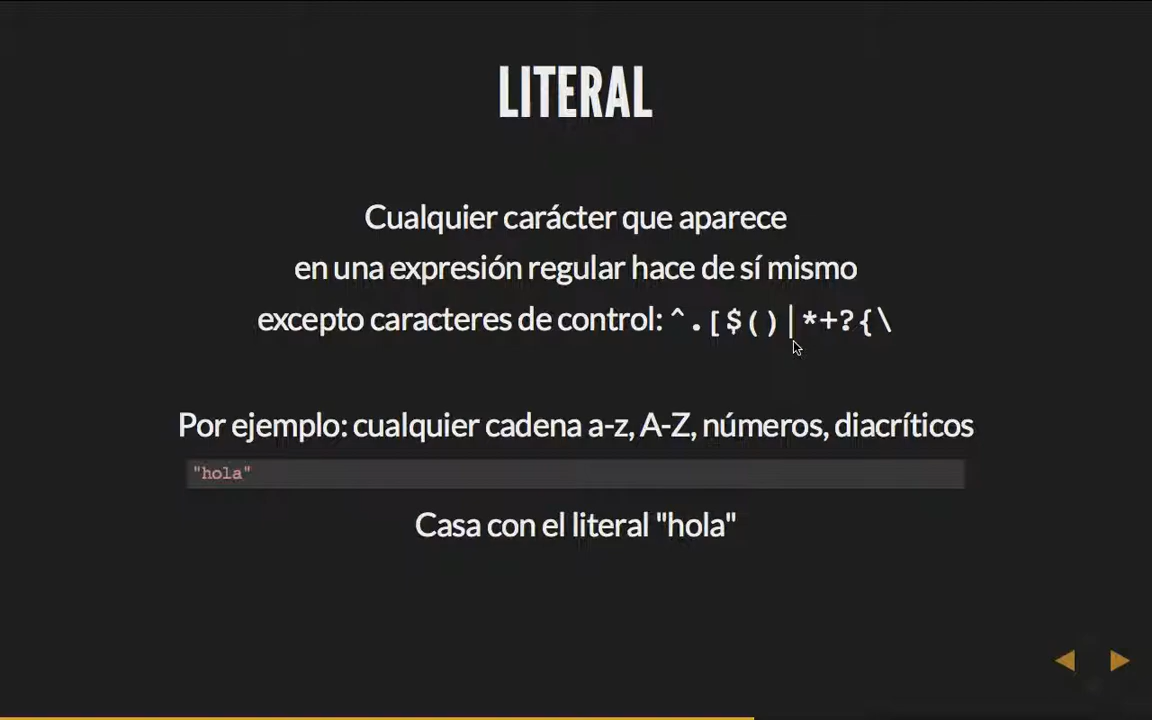 LITERAL
Cualquier carácter que aparece
en una expresión regular hace de sí mismo
excepto caracteres de control: ^.[$()|*+?{\
Por ejemplo: cualquier cadena a-z, A-Z, números, diacríticos
"hola"
Casa con el literal "hola"